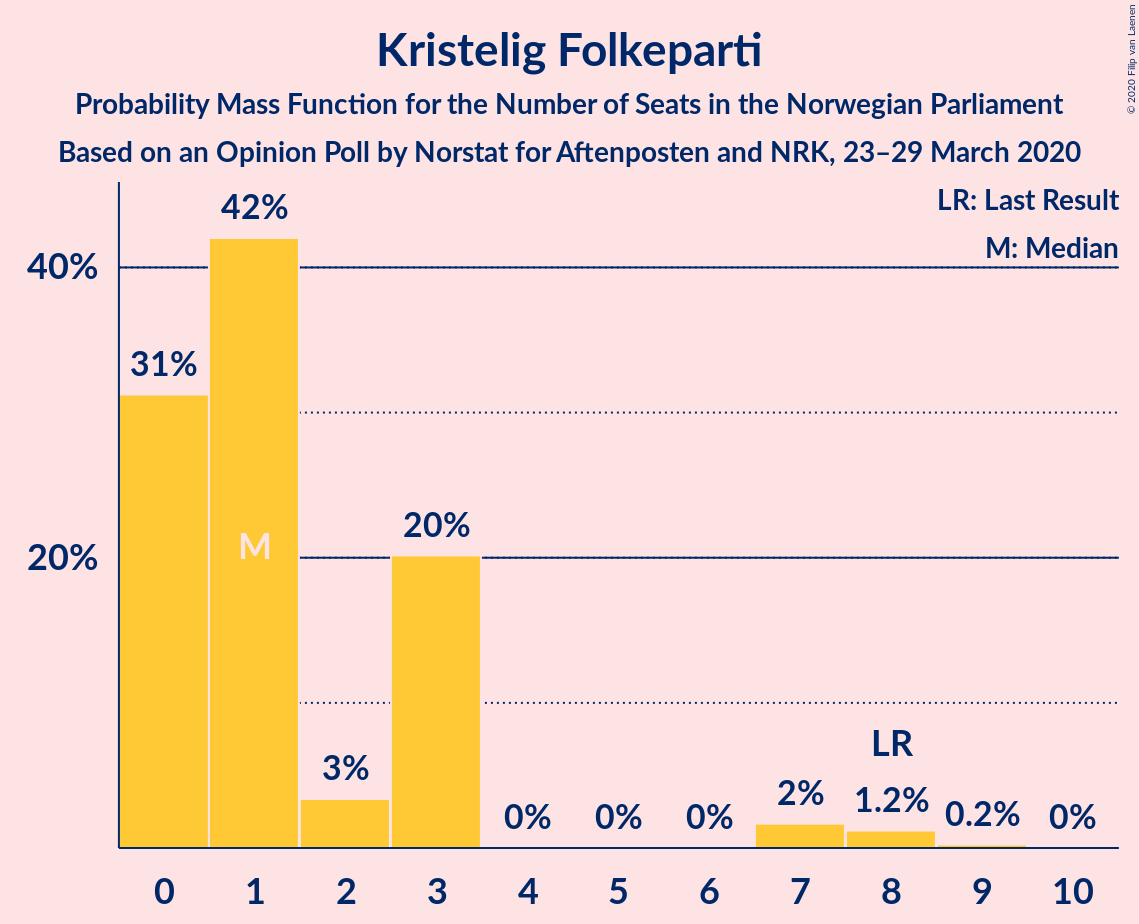 Kristelig Folkeparti
Probability Mass Function for the Number of Seats in the Norwegian Parliament
Based on an Opinion Poll by Norstat for Aftenposten and NRK, 23–29 March 2020
© 2020 Filip van Laenen
LR: Last Result
M: Median
40%
20%
31%
42%
M
3%
20%
0%
0%
0%
2%
LR
1.2%
0.2%
0%
0 1 2 3 4 5 6 7 8 9 10